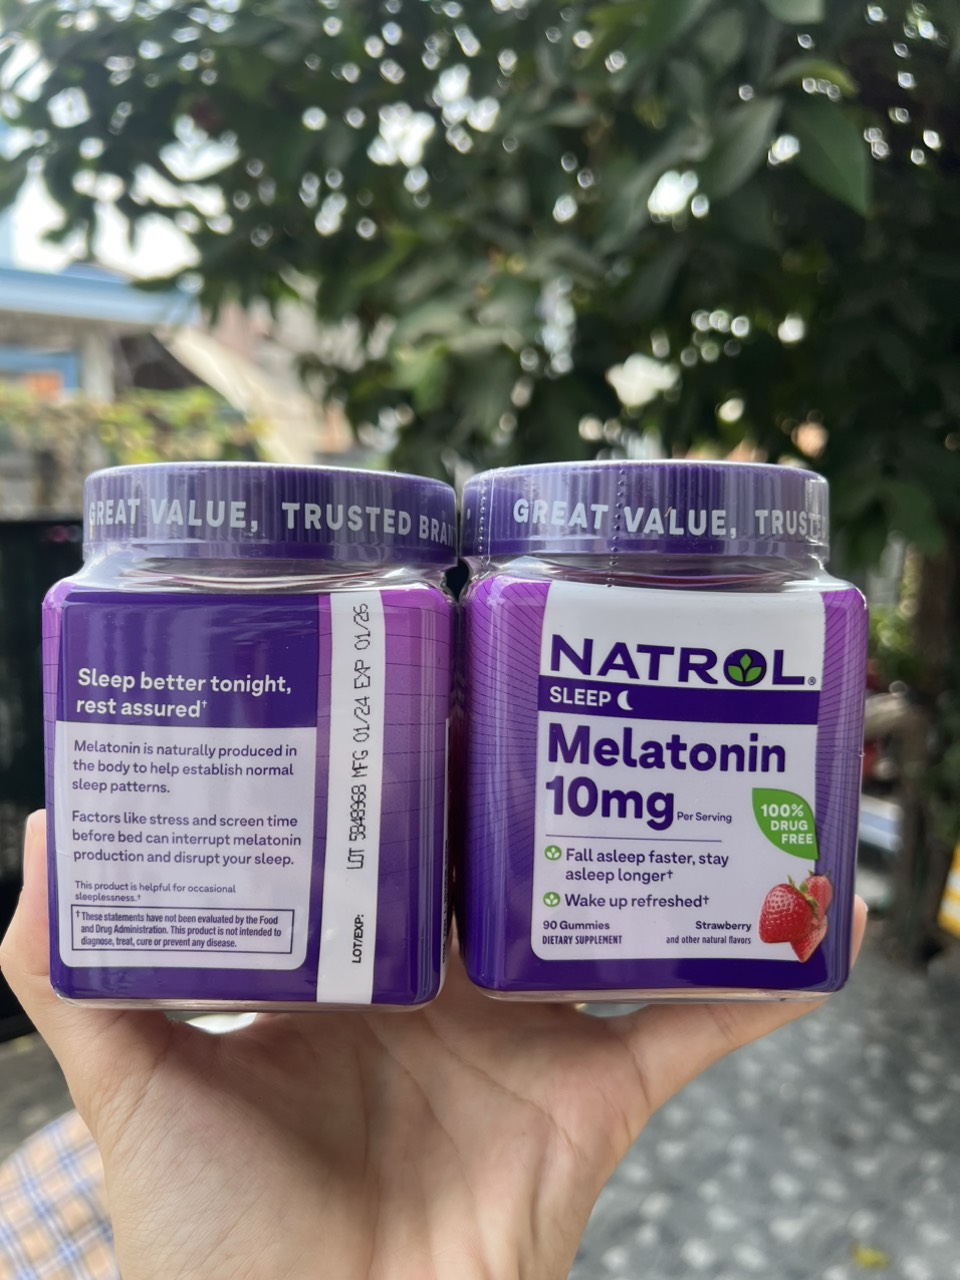 GREAT VALUE, TRUSTED
Sleep better tonight,
rest assured†
Melatonin is naturally produced in
the body to help establish normal
sleep patterns.
Factors like stress and screen time
before bed can interrupt melatonin
production and disrupt your sleep.
This product is helpful for occasional
sleeplessness.†
†These statements have not been evaluated by the Food
and Drug Administration. This product is not intended to
diagnose, treat, cure or prevent any disease.
LOT/EXP:
LOT 5848968 MFG 01/24 EXP 01/26
GREAT VALUE,
NATROL®
SLEEP
Melatonin
10mg Per Serving
100%
DRUG
FREE
Fall asleep faster, stay
asleep longer†
Wake up refreshed†
90 Gummies
DIETARY SUPPLEMENT
Strawberry
and other natural flavors